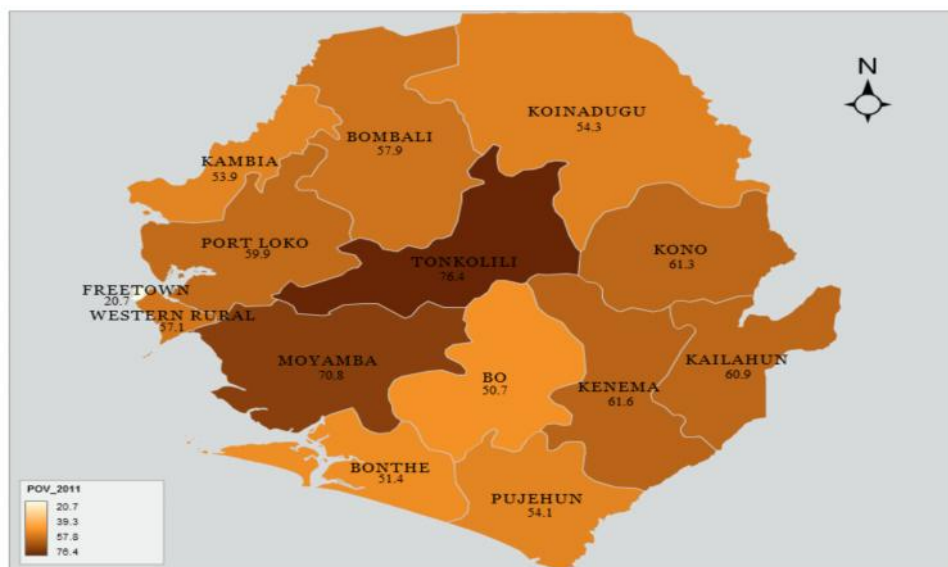 N
KOINADUGU
54.3
BOMBALI
57.9
KAMBIA
53.9
PORT LOKO
59.9
TONKOLILI
76.4
KONO
61.3
FREETOWN
20.7
WESTERN RURAL
57.1
MOYAMBA
70.8
BO
50.7
KENEMA
61.6
KAILAHUN
60.9
BONTHE
51.4
PUJEHUN
54.1
POV_2011
20.7
39.3
57.8
76.4